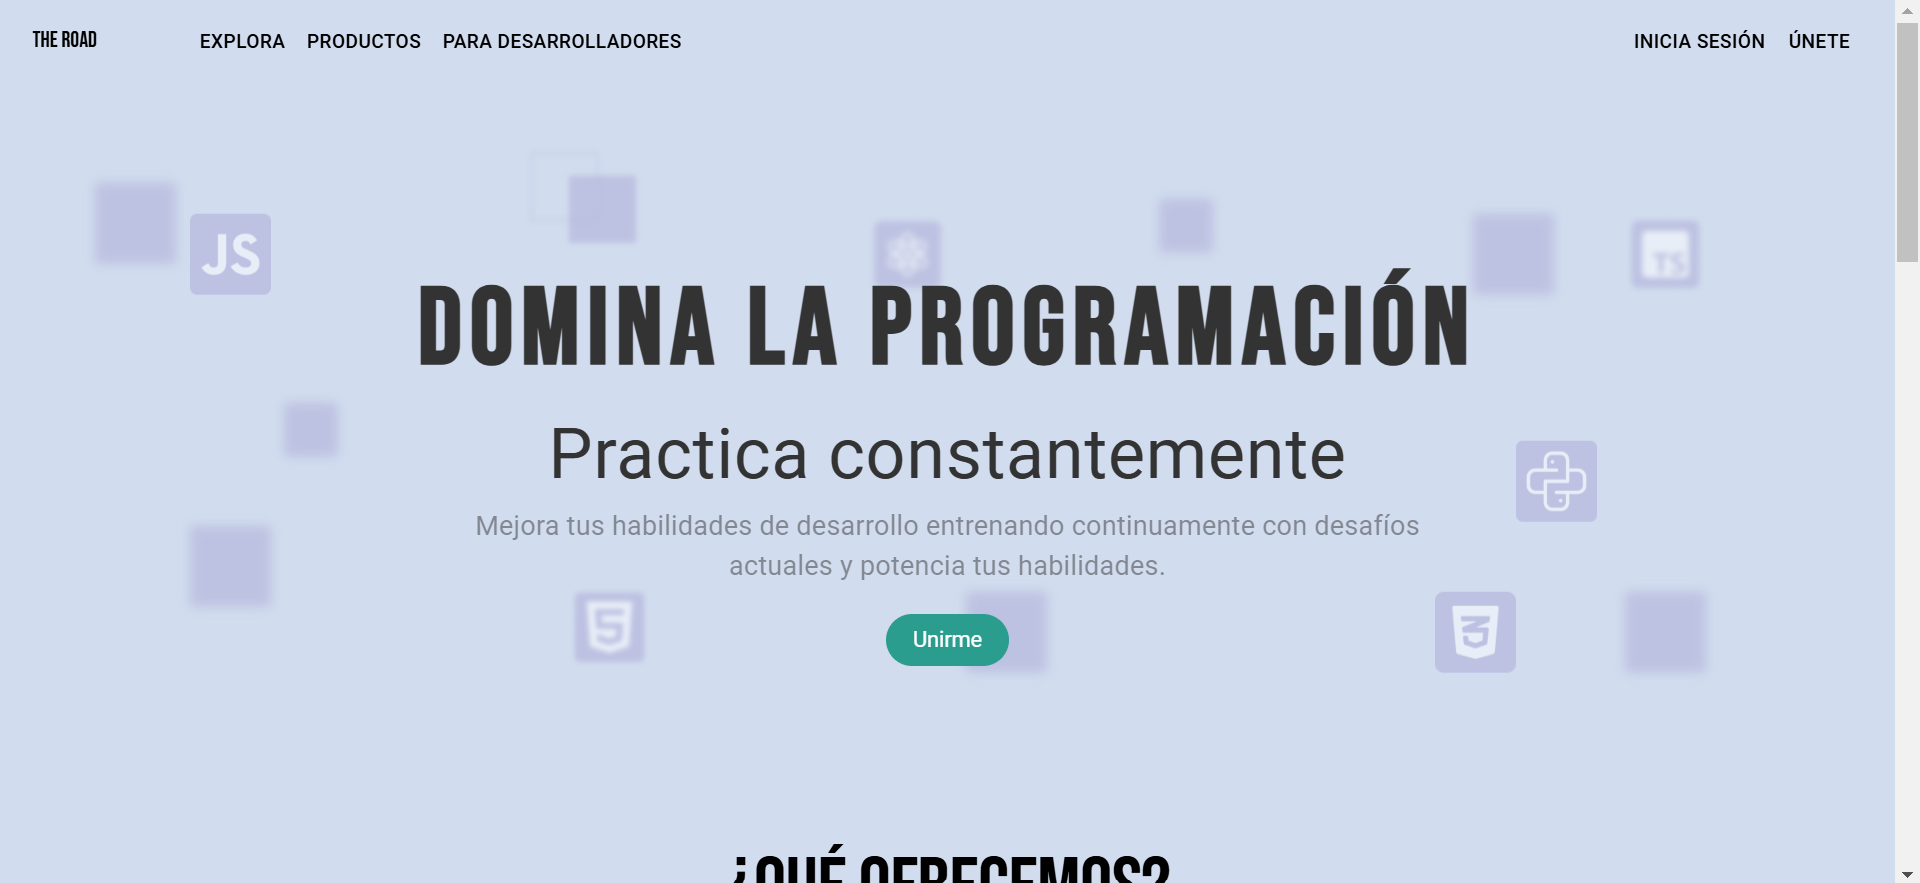 THE ROAD
EXPLORA PRODUCTOS PARA DESARROLLADORES
INICIA SESIÓN ÚNETE
JS
TS
DOMINA LA PROGRAMACIÓN
Practica constantemente
Mejora tus habilidades de desarrollo entrenando continuamente con desafíos
actuales y potencia tus habilidades.
5
3
Unirme
¿QUÉ OFRECEMOS?